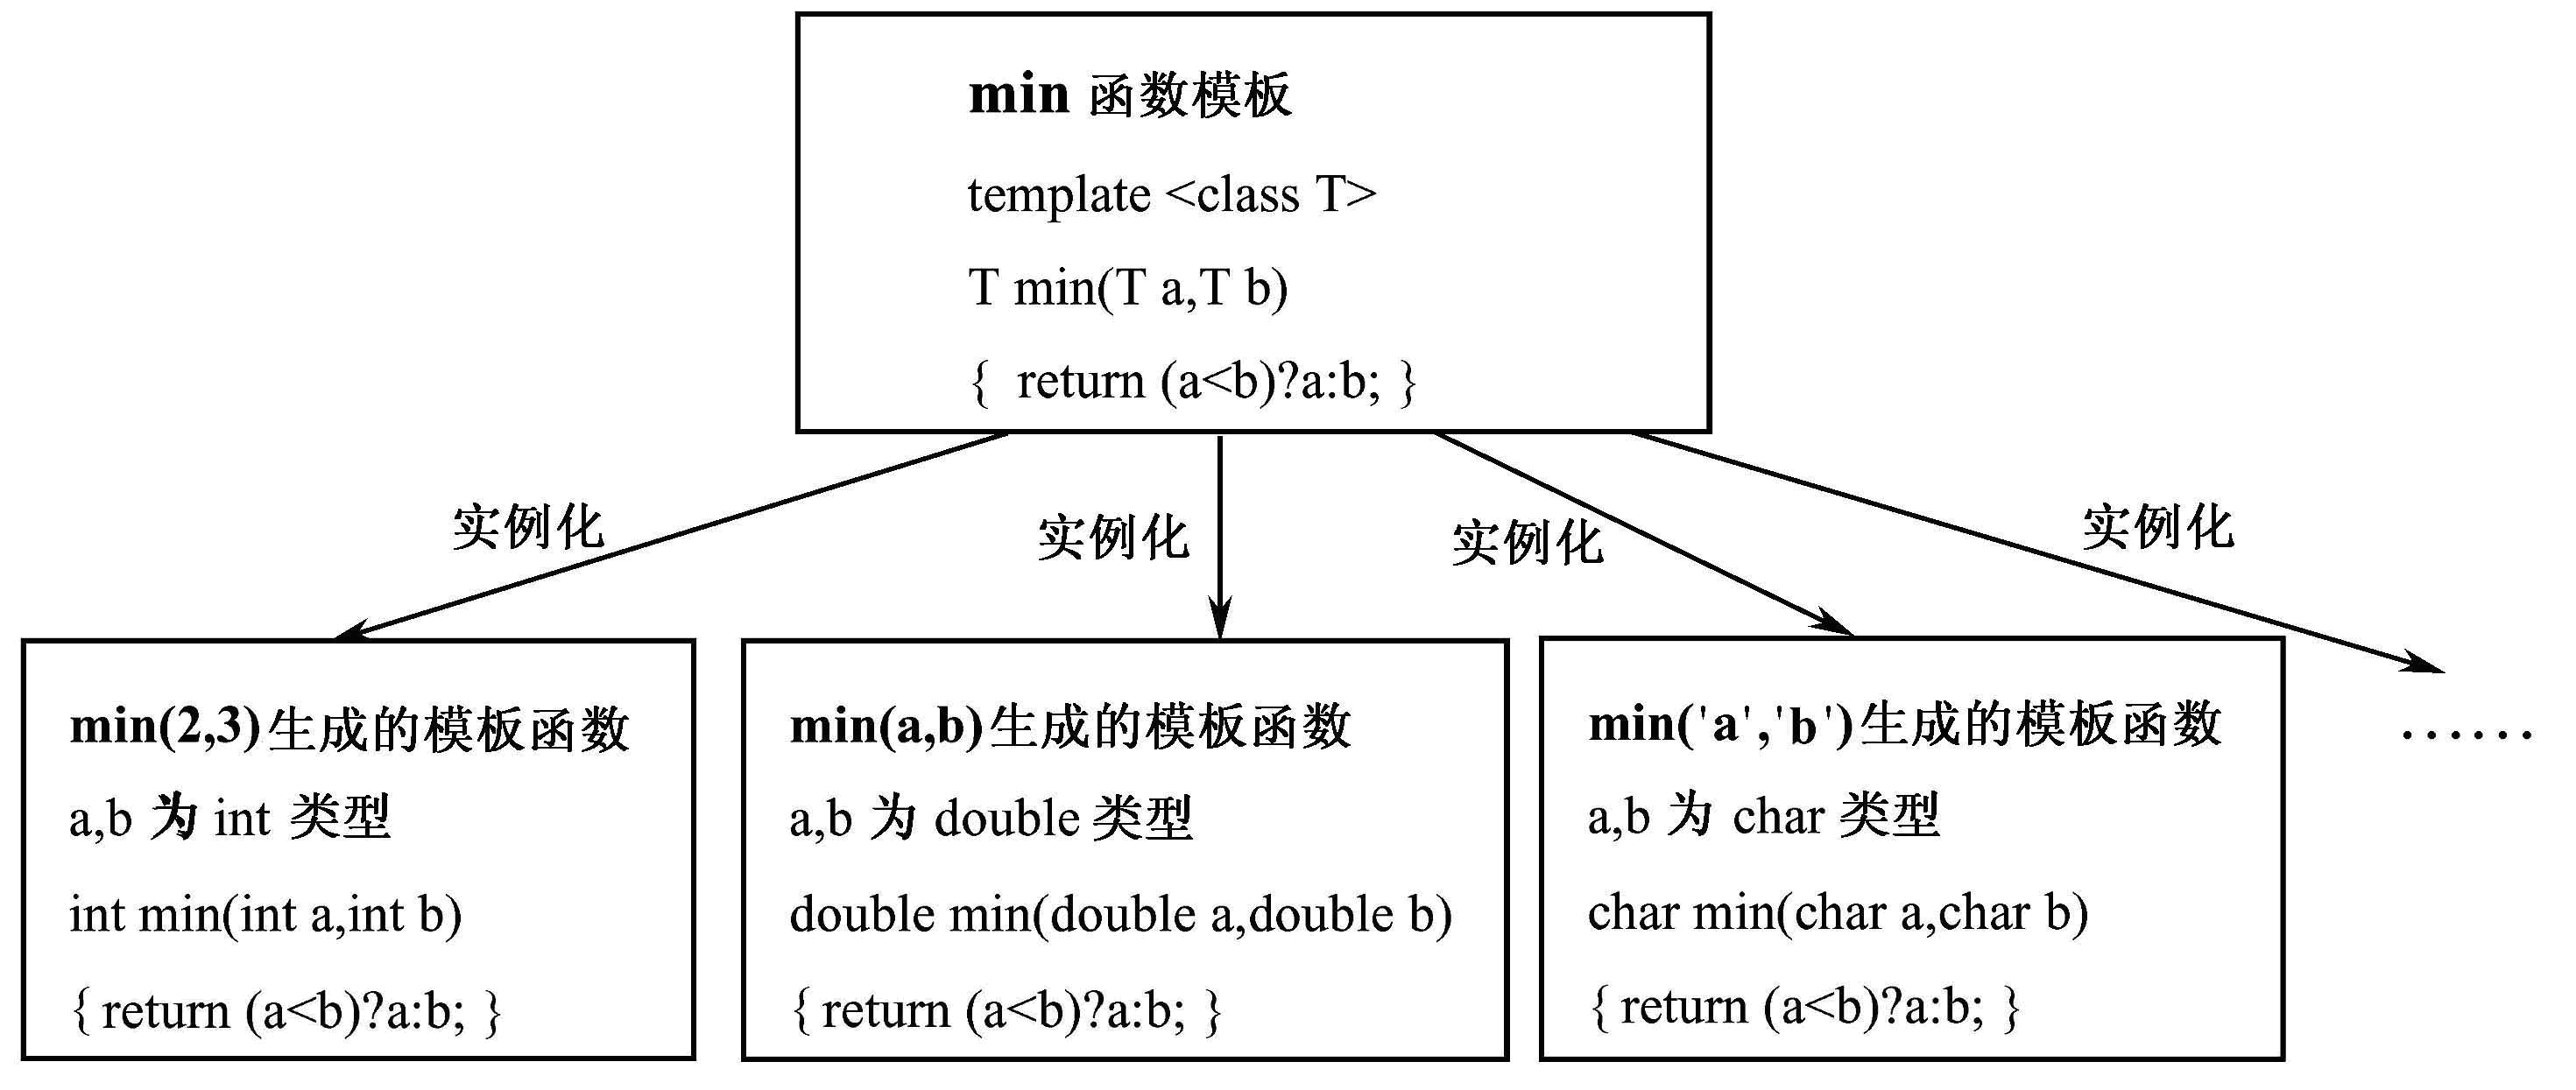 min 函数模板
template <class T>
T min(T a,T b)
{ return (a<b)?a:b; }
实例化
实例化
实例化
实例化
min(2,3)生成的模板函数
a,b 为 int 类型
int min(int a,int b)
{ return (a<b)?a:b; }
min(a,b)生成的模板函数
a,b 为 double 类型
double min(double a,double b)
{ return (a<b)?a:b; }
min('a','b')生成的模板函数
a,b 为 char 类型
char min(char a,char b)
{ return (a<b)?a:b; }
……